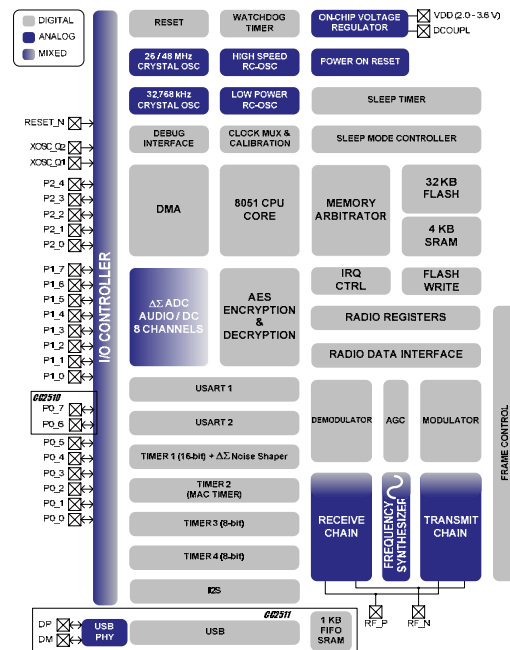 DIGITAL
ANALOG
MIXED
RESET
WATCHDOG
TIMER
ON-CHIP VOLTAGE
REGULATOR
VDD (2.0 - 3.6 V)
DCOUPL
26 / 48 MHz
CRYSTAL OSC
HIGH SPEED
RC-OSC
POWER ON RESET
32,768 kHz
CRYSTAL OSC
LOW POWER
RC-OSC
SLEEP TIMER
RESET_N
XOSC_Q2
XOSC_Q1
DEBUG
INTERFACE
CLOCK MUX &
CALIBRATION
SLEEP MODE CONTROLLER
P2_4
P2_3
P2_2
P2_1
P2_0
DMA
8051 CPU
CORE
MEMORY
ARBITRATOR
32 KB
FLASH
4 KB
SRAM
I/O CONTROLLER
P1_7
P1_6
P1_5
P1_4
P1_3
P1_2
P1_1
P1_0
ΔΣ ADC
AUDIO / DC
8 CHANNELS
AES
ENCRYPTION
&
DECRYPTION
IRQ
CTRL
FLASH
WRITE
RADIO REGISTERS
RADIO DATA INTERFACE
CC2510
P0_7
P0_6
P0_5
P0_4
P0_3
P0_2
P0_1
P0_0
USART 1
USART 2
TIMER 1 (16-bit) + ΔΣ Noise Shaper
TIMER 2
(MAC TIMER)
TIMER 3 (8-bit)
TIMER 4 (8-bit)
I2S
DEMODULATOR
AGC
MODULATOR
FRAME CONTROL
RECEIVE
CHAIN
FREQUENCY
SYNTHESIZER
TRANSMIT
CHAIN
RF_P
RF_N
CC2511
DP
DM
USB
PHY
USB
1 KB
FIFO
SRAM